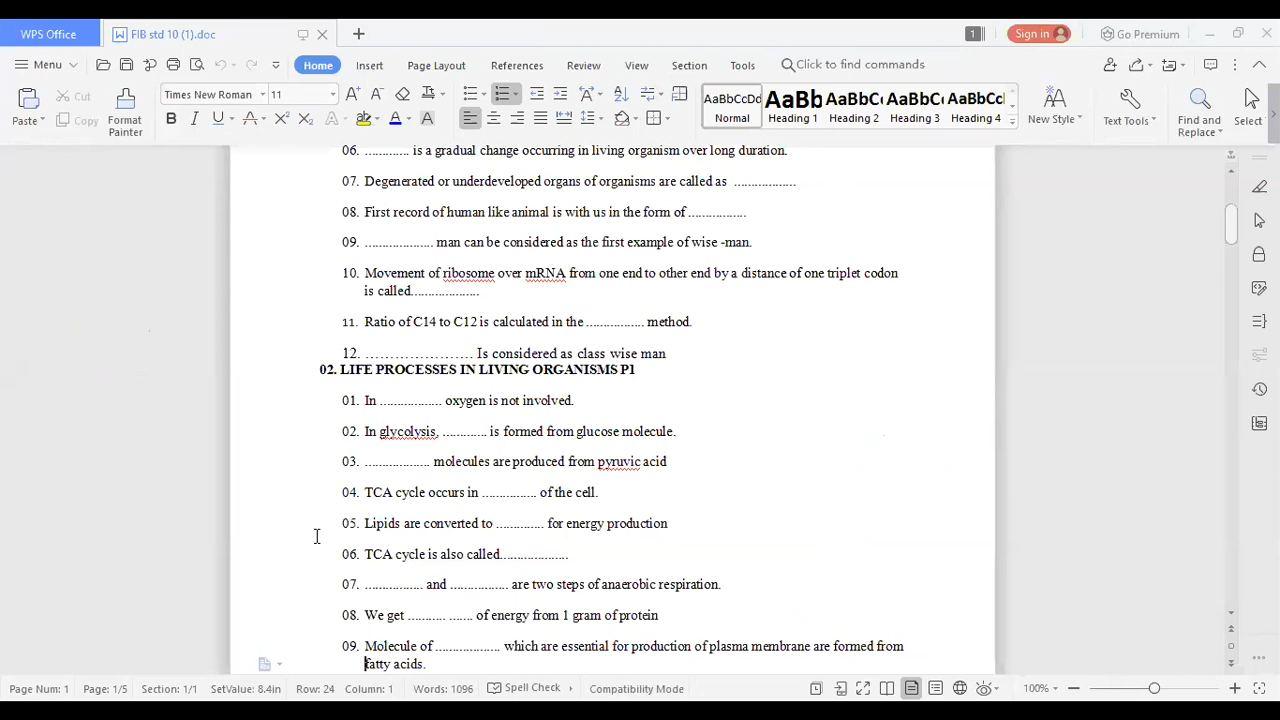 WPS Office
FIB std 10 (1).doc
1
Sign in
Go Premium
Menu
Home
Insert
Page Layout
References
Review
View
Section
Tools
Click to find commands
Paste
Cut
Copy
Format Painter
Times New Roman
11
AaBbCcDd
Normal
AaBb
Heading 1
AaBbC
Heading 2
AaBbC
Heading 3
AaBbC
Heading 4
New Style
Text Tools
Find and Replace
Select
06. ............ is a gradual change occurring in living organism over long duration.
07. Degenerated or underdeveloped organs of organisms are called as .................
08. First record of human like animal is with us in the form of ................
09. ................... man can be considered as the first example of wise -man.
10. Movement of ribosome over mRNA from one end to other end by a distance of one triplet codon
is called...................
11. Ratio of C14 to C12 is calculated in the ................ method.
12. ........................ Is considered as class wise man
02. LIFE PROCESSES IN LIVING ORGANISMS P1
01. In ................. oxygen is not involved.
02. In glycolysis, ............ is formed from glucose molecule.
03. .................. molecules are produced from pyruvic acid
04. TCA cycle occurs in ............... of the cell.
05. Lipids are converted to ............. for energy production
06. TCA cycle is also called...................
07. ................ and ................ are two steps of anaerobic respiration.
08. We get .......... ....... of energy from 1 gram of protein
09. Molecule of .................. which are essential for production of plasma membrane are formed from
fatty acids.
Page Num: 1
Page: 1/5
Section: 1/1
SetValue: 8.4in
Row: 24
Column: 1
Words: 1096
Spell Check
Compatibility Mode
100%